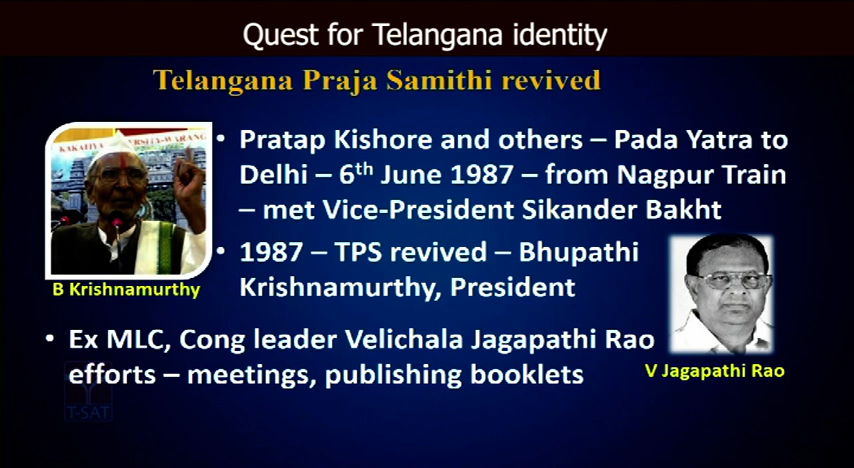 Quest for Telangana identity
Telangana Praja Samithi revived
• Pratap Kishore and others – Pada Yatra to
Delhi – 6th June 1987 – from Nagpur Train
– met Vice-President Sikander Bakht
• 1987 – TPS revived – Bhupathi
Krishnamurthy, President
B Krishnamurthy
• Ex MLC, Cong leader Velichala Jagapathi Rao
efforts – meetings, publishing booklets
V Jagapathi Rao
T-SAT